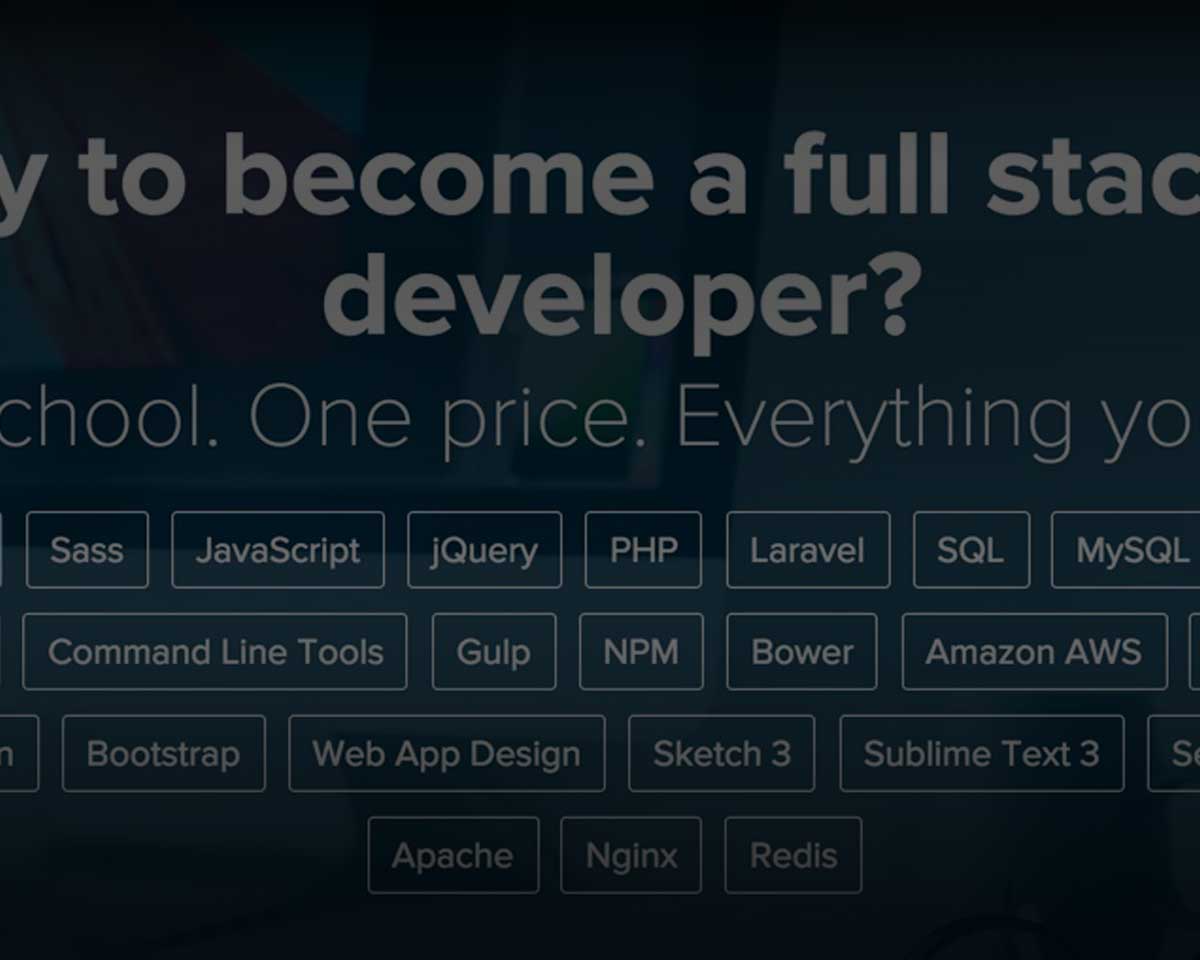 y to become a full stac
developer?
chool. One price. Everything yo
Sass JavaScript jQuery PHP Laravel SQL MySQL
Command Line Tools Gulp NPM Bower Amazon AWS
n Bootstrap Web App Design Sketch 3 Sublime Text 3 Se
Apache Nginx Redis